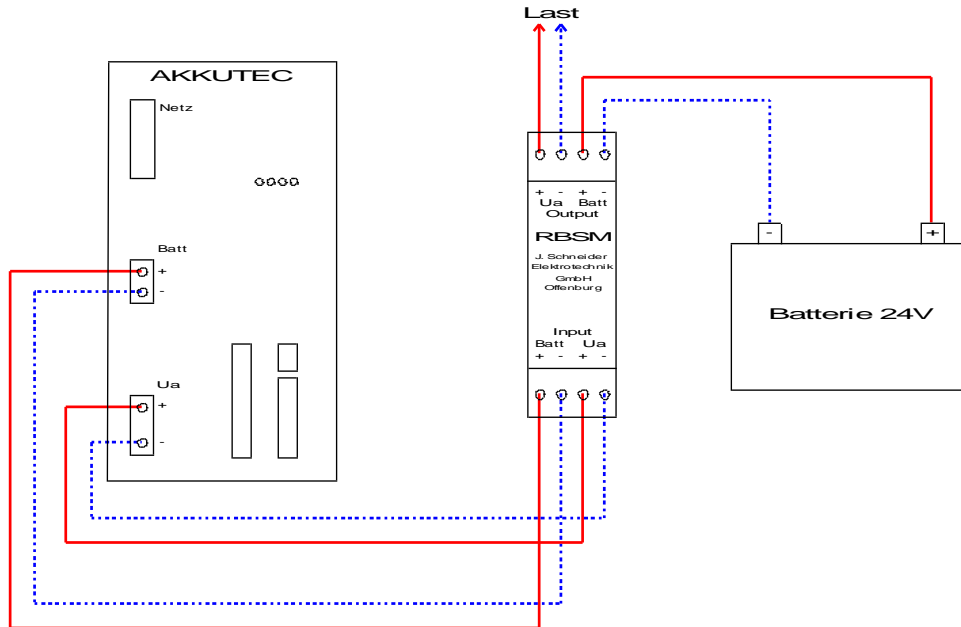 Last
AKKUTEC
Netz
Batt
+
-
Ua
+
-
+ - + -
Ua Batt
Output
RBSM
J. Schneider
Elektrotechnik
GmbH
Offenburg
Input
Batt Ua
+ - + -
- +
Batterie 24V